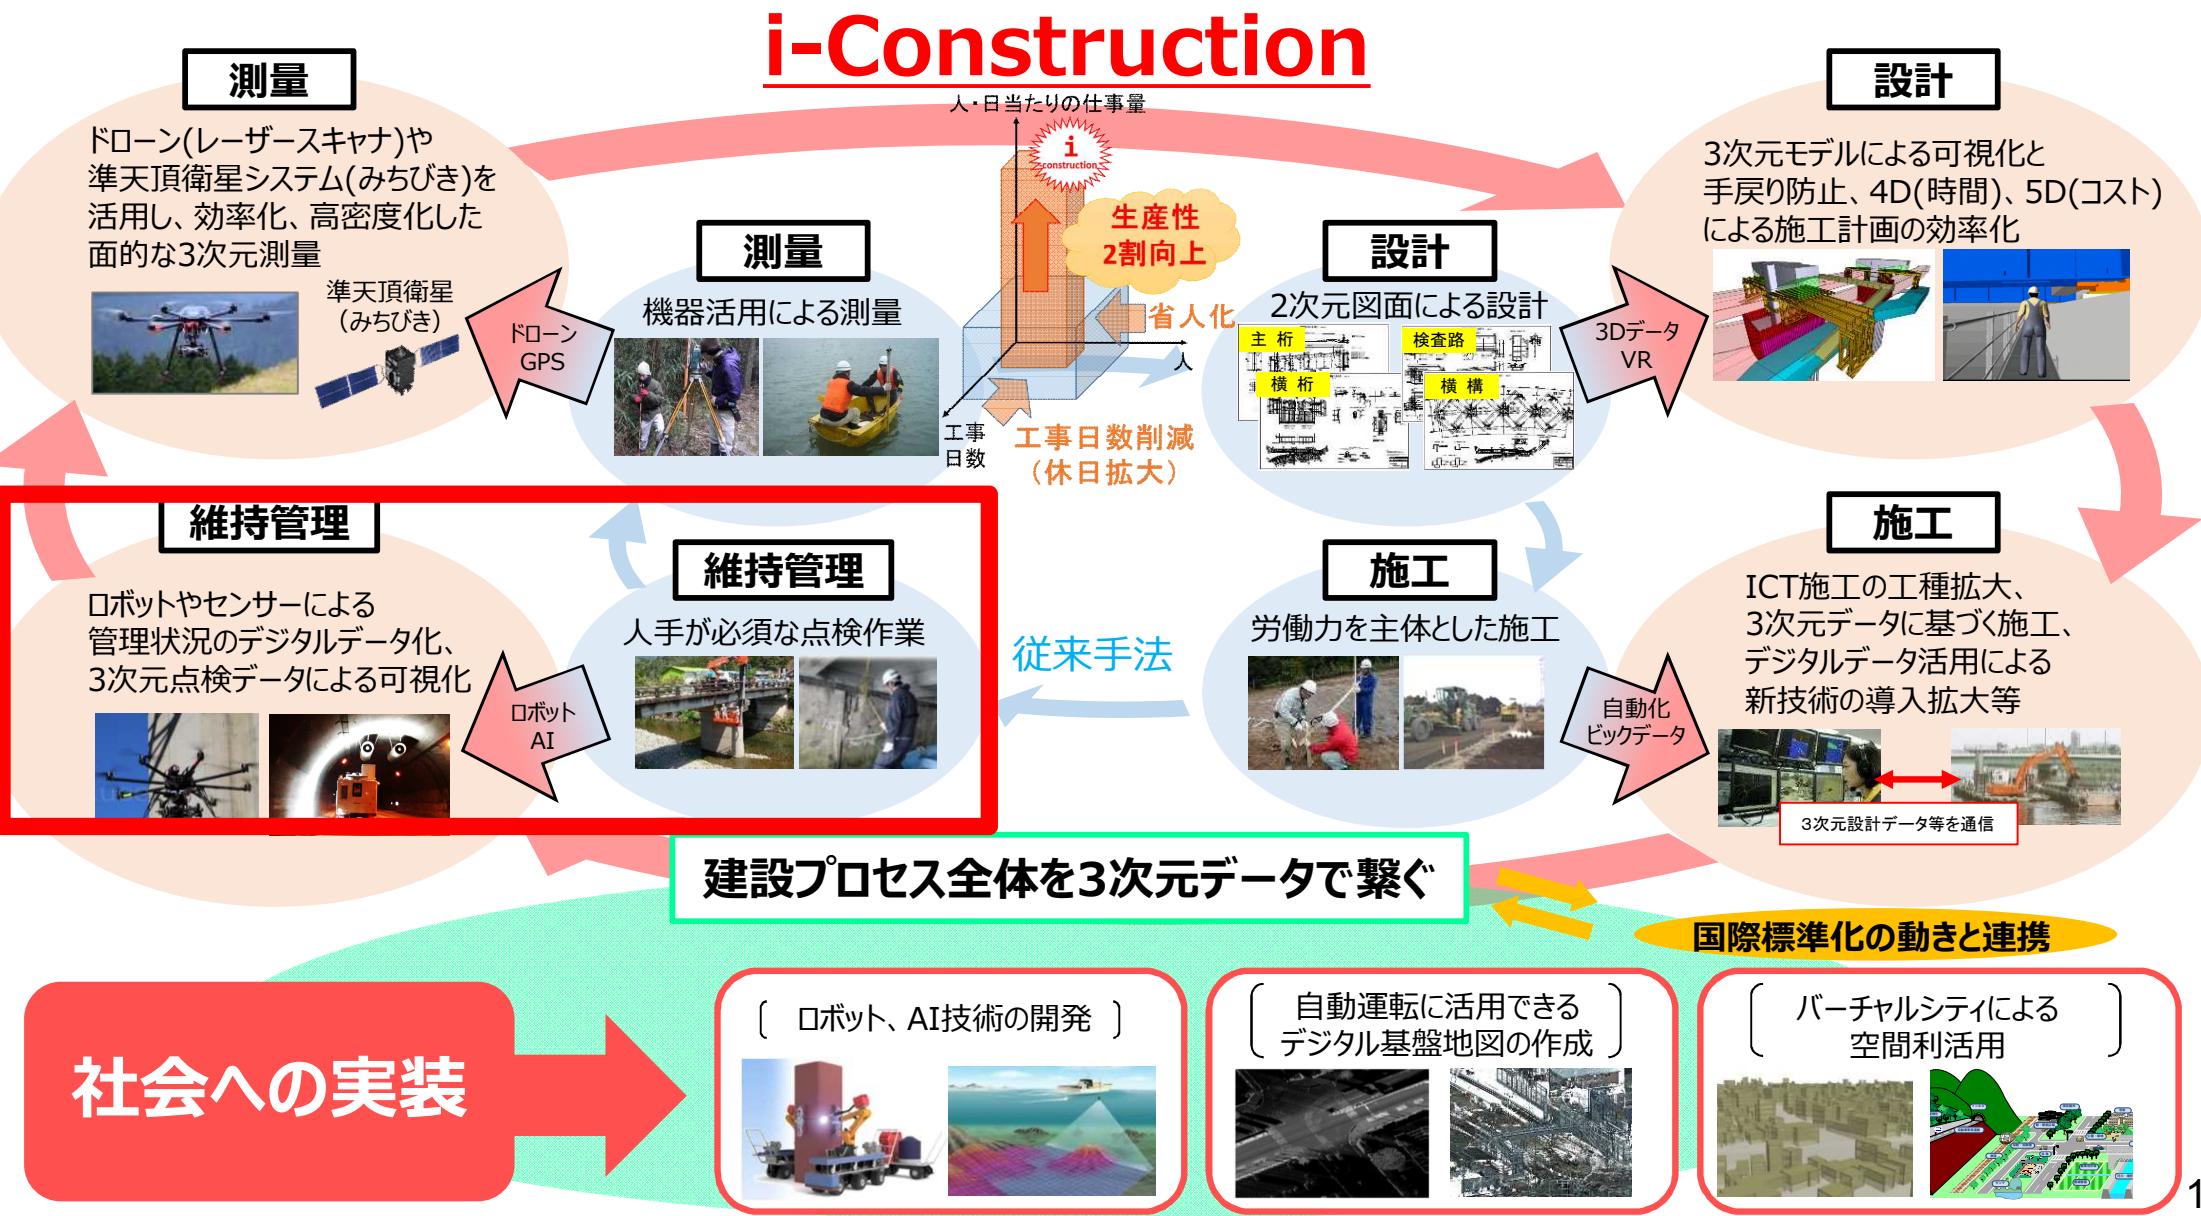 i-Construction
測量
ドローン(レーザースキャナ)や
準天頂衛星システム(みちびき)を
活用し、効率化、高密度化した
面的な3次元測量
準天頂衛星
（みちびき）
ドローン
GPS
測量
機器活用による測量
人・日当たりの仕事量
i
construction
生産性
2割向上
省人化
人
工事
日数
工事日数削減
（休日拡大）
設計
2次元図面による設計
主 桁
検査路
横 桁
横 構
3Dデータ
VR
設計
3次元モデルによる可視化と
手戻り防止、4D(時間)、5D(コスト)
による施工計画の効率化
維持管理
ロボットやセンサーによる
管理状況のデジタルデータ化、
3次元点検データによる可視化
ロボット
AI
維持管理
人手が必須な点検作業
従来手法
施工
労働力を主体とした施工
自動化
ビックデータ
施工
ICT施工の工種拡大、
3次元データに基づく施工、
デジタルデータ活用による
新技術の導入拡大等
3次元設計データ等を通信
建設プロセス全体を3次元データで繋ぐ
国際標準化の動きと連携
社会への実装
ロボット、AI技術の開発
自動運転に活用できる
デジタル基盤地図の作成
バーチャルシティによる
空間利活用
1